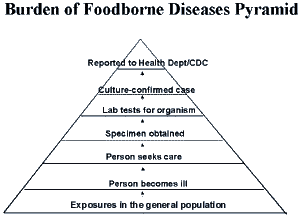 Burden of Foodborne Diseases Pyramid
Reported to Health Dept/CDC
Culture-confirmed case
Lab tests for organism
Specimen obtained
Person seeks care
Person becomes ill
Exposures in the general population